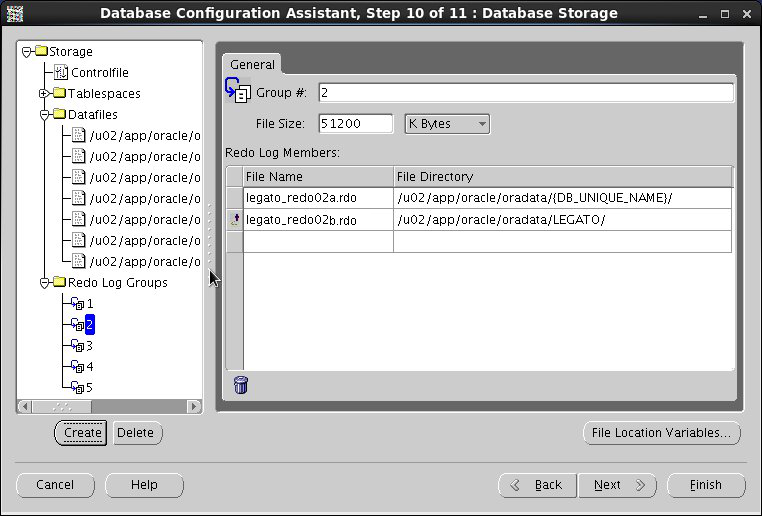 Database Configuration Assistant, Step 10 of 11 : Database Storage
Storage
Controlfile
Tablespaces
Datafiles
/u02/app/oracle/o
/u02/app/oracle/o
/u02/app/oracle/o
/u02/app/oracle/o
/u02/app/oracle/o
/u02/app/oracle/o
/u02/app/oracle/o
Redo Log Groups
1
2
3
4
5
General
Group #: 2
File Size: 51200 K Bytes
Redo Log Members:
File Name File Directory
legato_redo02a.rdo /u02/app/oracle/oradata/{DB_UNIQUE_NAME}/
legato_redo02b.rdo /u02/app/oracle/oradata/LEGATO/
Create Delete File Location Variables...
Cancel Help Back Next Finish